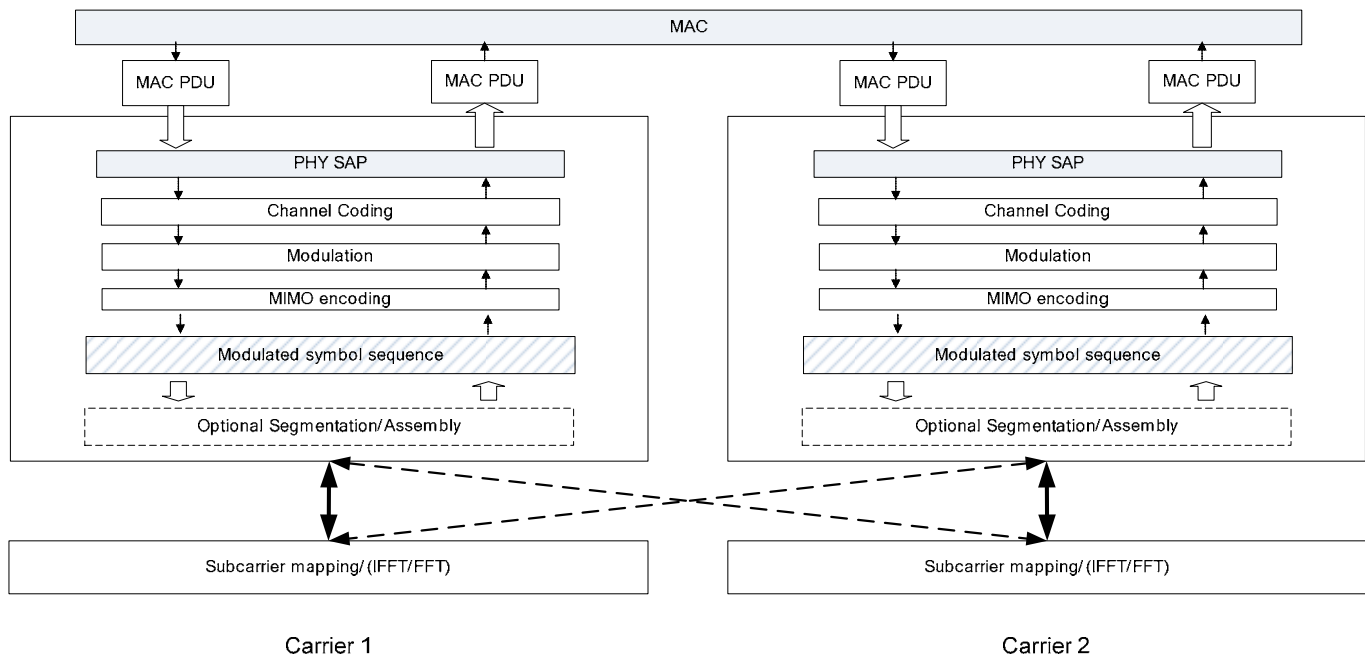 MAC
MAC PDU
MAC PDU
MAC PDU
MAC PDU
PHY SAP
Channel Coding
Modulation
MIMO encoding
Modulated symbol sequence
Optional Segmentation/Assembly
PHY SAP
Channel Coding
Modulation
MIMO encoding
Modulated symbol sequence
Optional Segmentation/Assembly
Subcarrier mapping/ (IFFT/FFT)
Subcarrier mapping/ (IFFT/FFT)
Carrier 1
Carrier 2